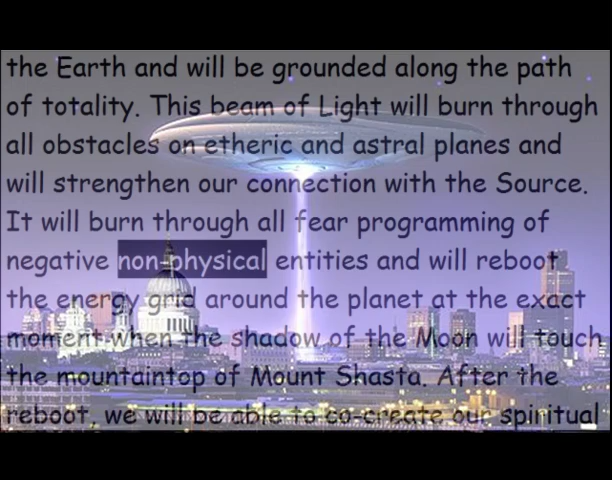 the Earth and will be grounded along the path
of totality. This beam of Light will burn through
all obstacles on etheric and astral planes and
will strengthen our connection with the Source.
It will burn through all fear programming of
negative non-physical entities and will reboot
the energy grid around the planet at the exact
moment when the shadow of the Moon will touch
the mountaintop of Mount Shasta. After the
reboot, we will be able to co-create our spiritual